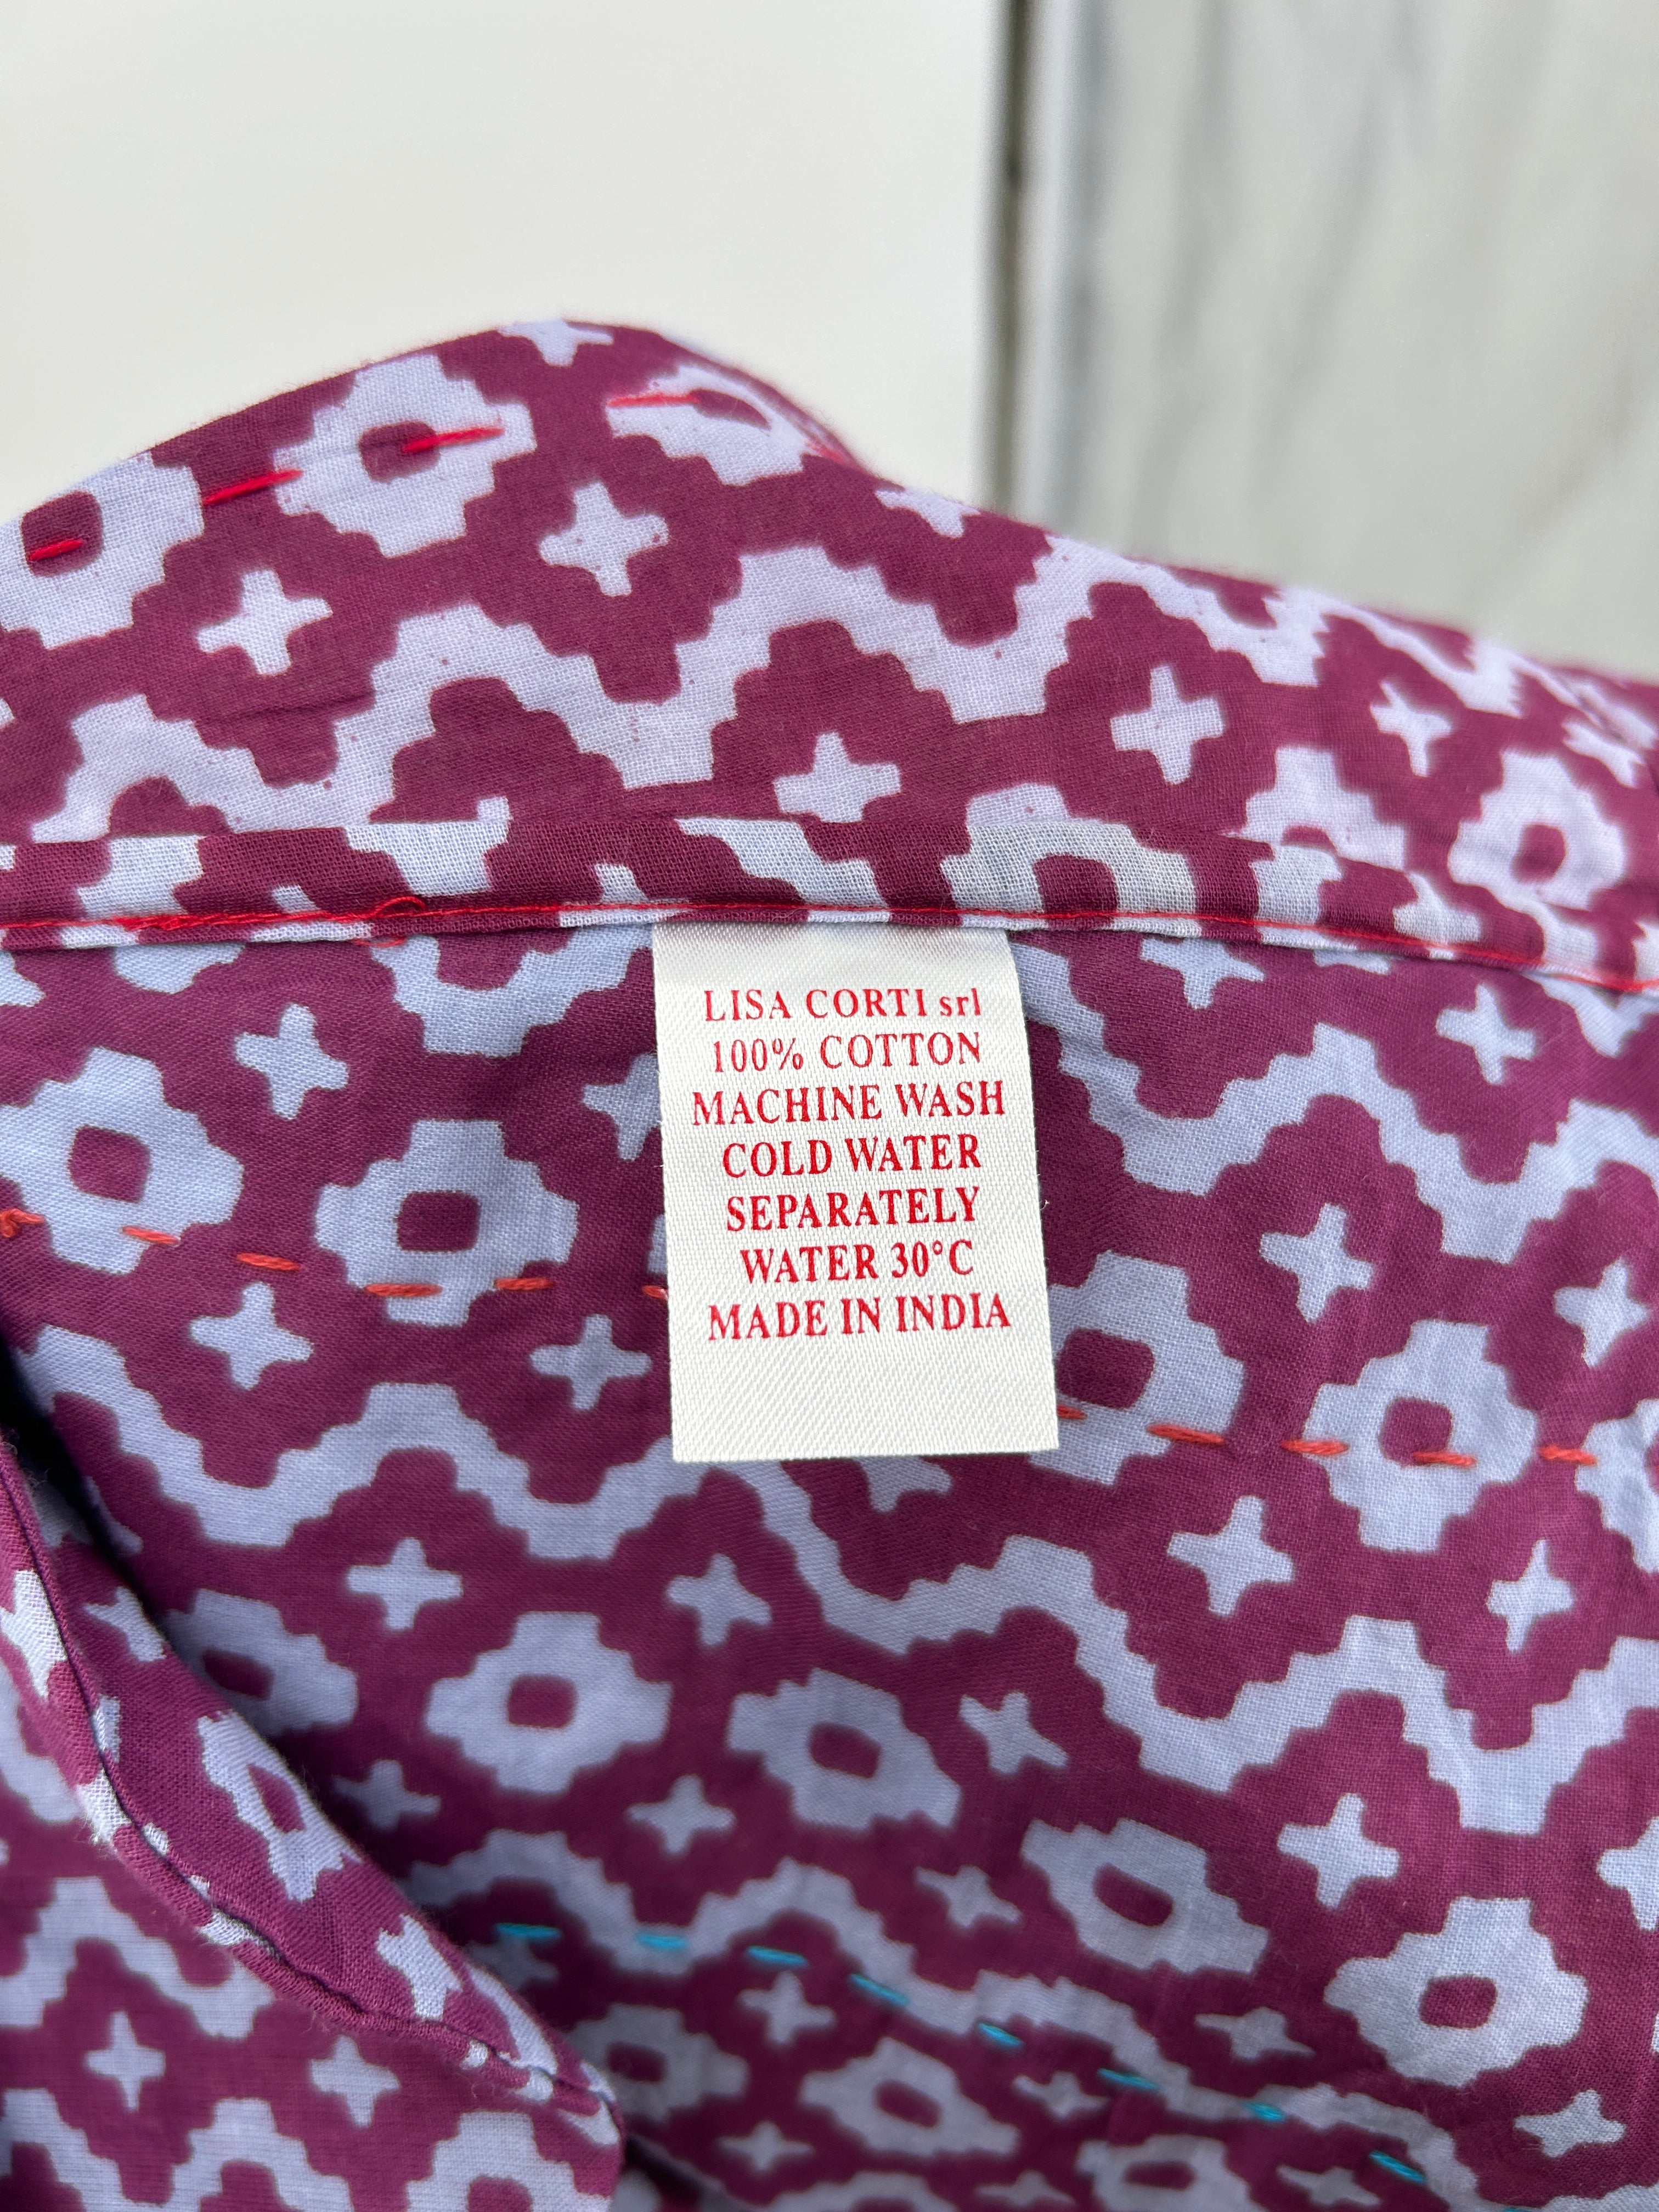 LISA CORTI srl
100% COTTON
MACHINE WASH
COLD WATER
SEPARATELY
WATER 30°C
MADE IN INDIA